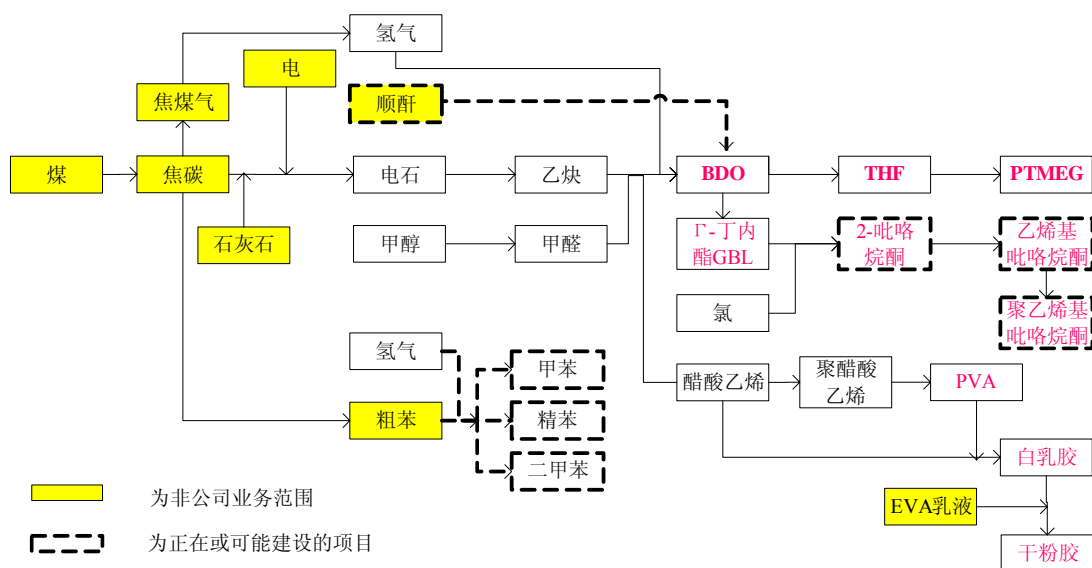 氢气
电
焦煤气
顺酐
煤
焦碳
电石
乙炔
BDO
THF
PTMEG
石灰石
甲醇
甲醛
Γ-丁内
酯GBL
2-吡咯
烷酮
乙烯基
吡咯烷酮
氯
聚乙烯基
吡咯烷酮
氢气
甲苯
醋酸乙烯
聚醋酸
乙烯
PVA
粗苯
精苯
二甲苯
白乳胶
为非公司业务范围
EVA乳液
为正在或可能建设的项目
干粉胶